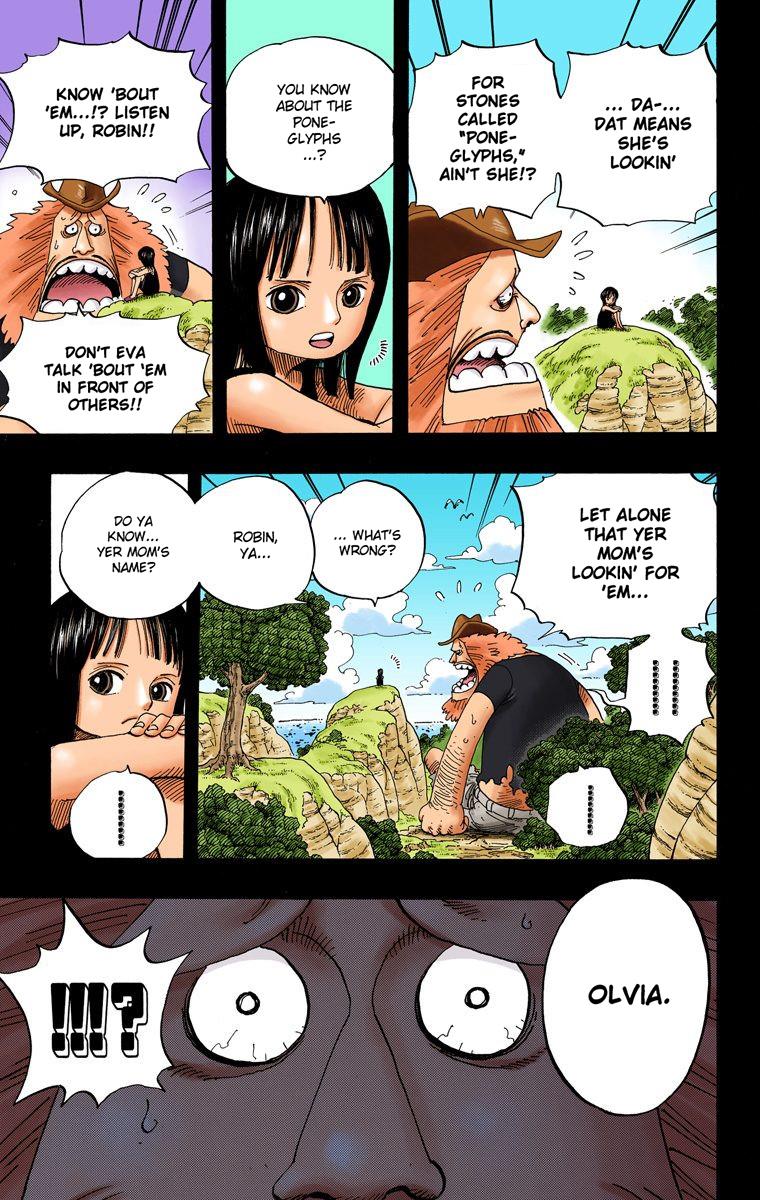 ... DA-...
DAT MEANS
SHE'S
LOOKIN'
FOR
STONES
CALLED
"PONE-
GLYPHS,"
AIN'T SHE!?
YOU KNOW
ABOUT THE
PONE-
GLYPHS
...?
KNOW 'BOUT
'EM...!? LISTEN
UP, ROBIN!!
DON'T EVA
TALK 'BOUT 'EM
IN FRONT OF
OTHERS!!
LET ALONE
THAT YER
MOM'S
LOOKIN' FOR
'EM...
... WHAT'S
WRONG?
ROBIN,
YA...
DO YA
KNOW...
YER MOM'S
NAME?
OLVIA.
!!!?